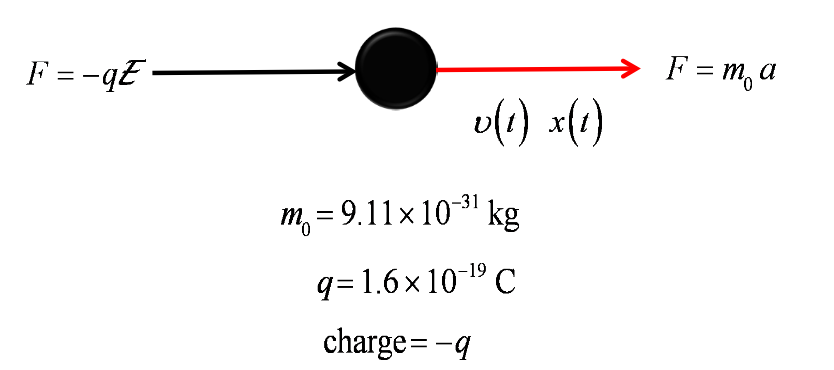 F = −qℰ
F = m₀ a
υ(t) x(t)
m₀ = 9.11 × 10⁻³¹ kg
q = 1.6 × 10⁻¹⁹ C
charge = −q